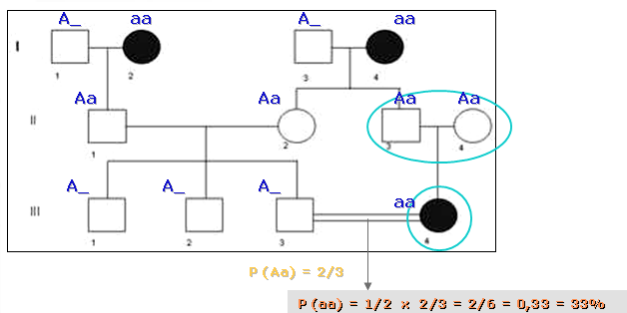 A_ aa A_ aa
I
1 2 3 4
Aa Aa Aa Aa
II
1 2 3 4
A_ A_ A_ aa
III
1 2 3 4
P (Aa) = 2/3
P (aa) = 1/2 x 2/3 = 2/6 = 0,33 = 33%